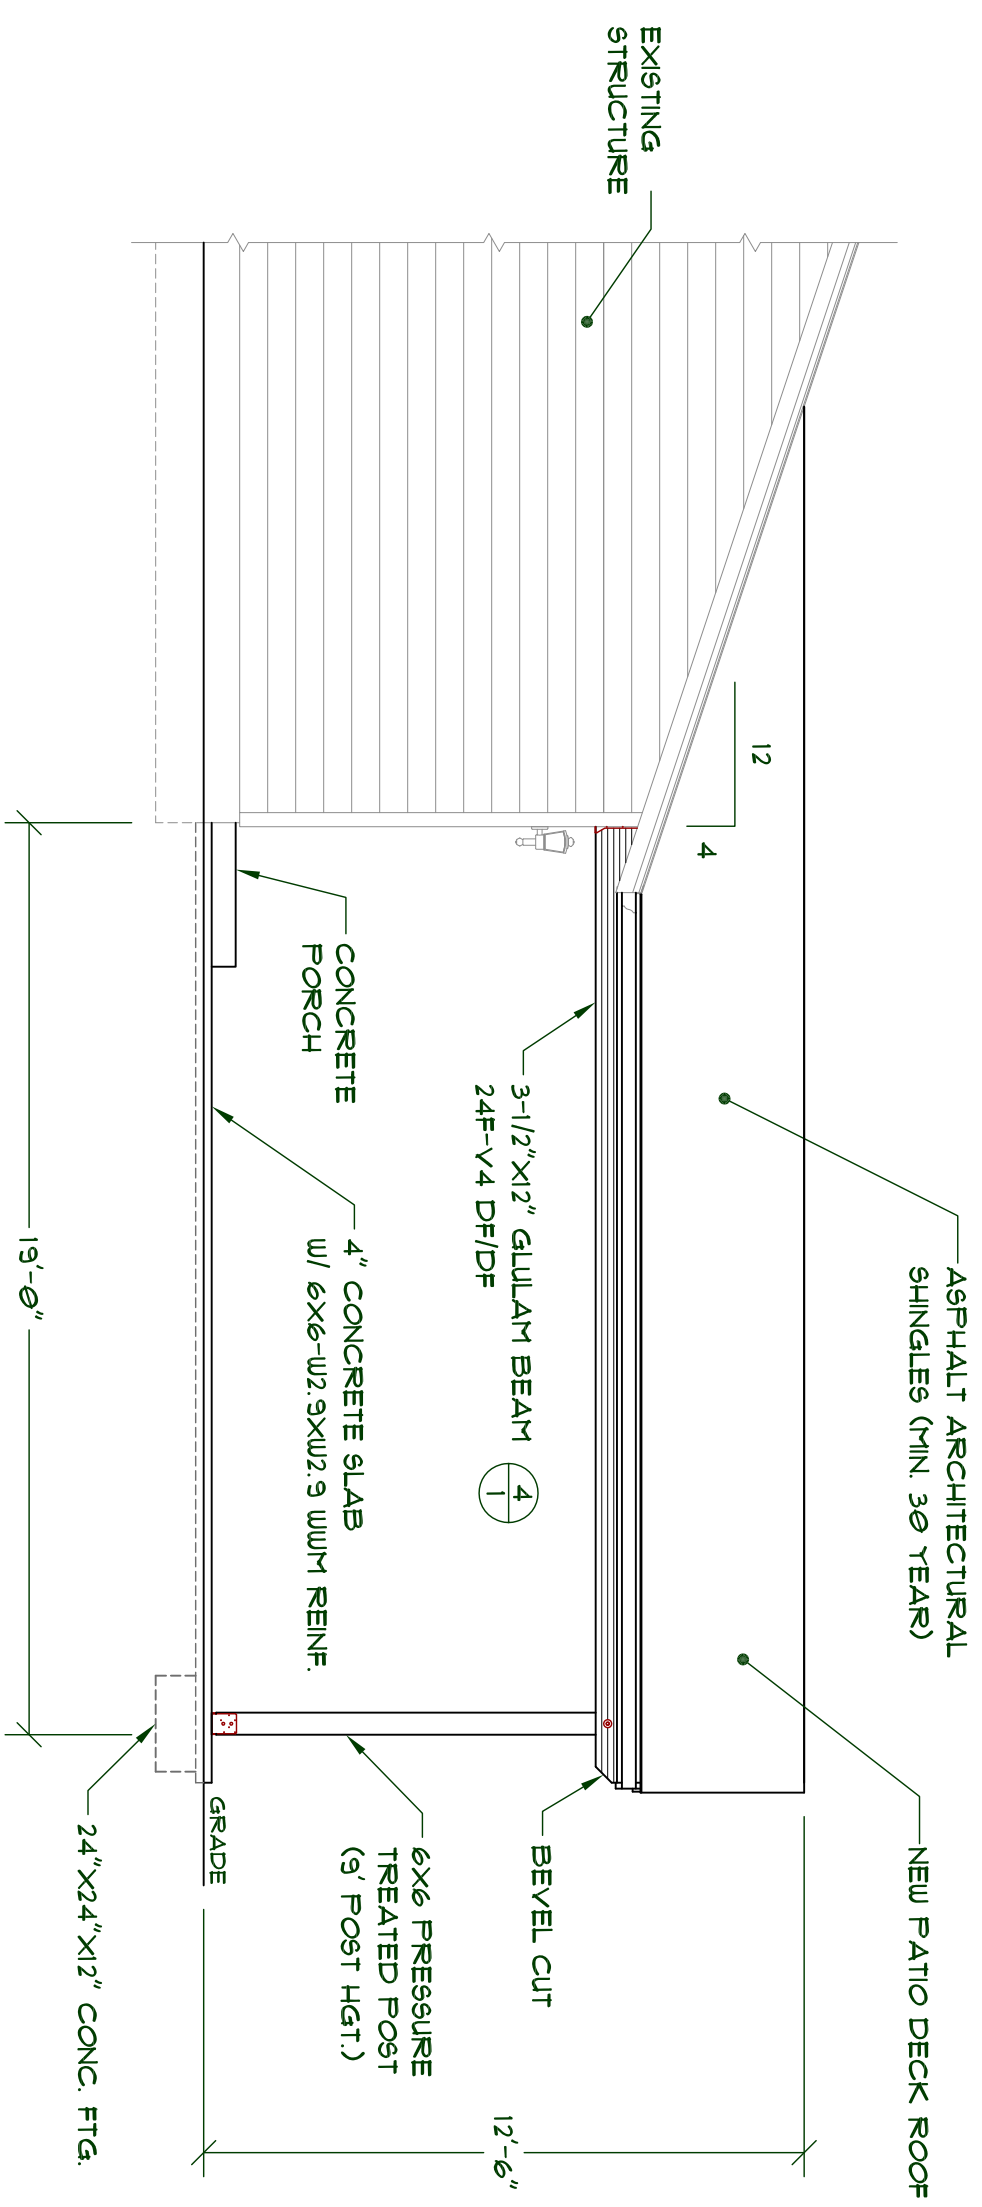 EXISTING
STRUCTURE
12
4
ASPHALT ARCHITECTURAL
SHINGLES (MIN. 30 YEAR)
NEW PATIO DECK ROOF
3-1/2"X12" GLULAM BEAM
24F-V4 DF/DF
4
1
BEVEL CUT
12'-6"
CONCRETE
PORCH
4" CONCRETE SLAB
W/ 6X6-W2.9XW2.9 WWM REINF.
6X6 PRESSURE
TREATED POST
(9' POST HGT.)
GRADE
24"X24"X12" CONC. FTG.
19'-0"